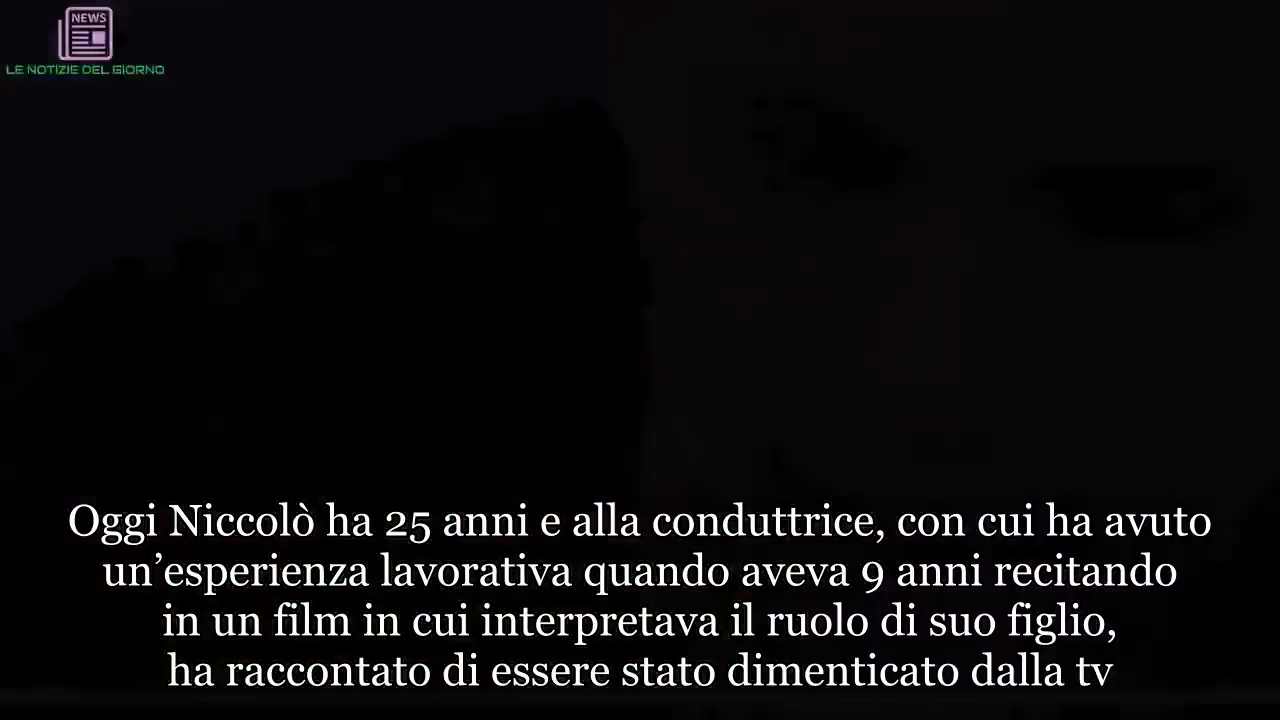 NEWS
LE NOTIZIE DEL GIORNO
Oggi Niccolò ha 25 anni e alla conduttrice, con cui ha avuto
un’esperienza lavorativa quando aveva 9 anni recitando
in un film in cui interpretava il ruolo di suo figlio,
ha raccontato di essere stato dimenticato dalla tv